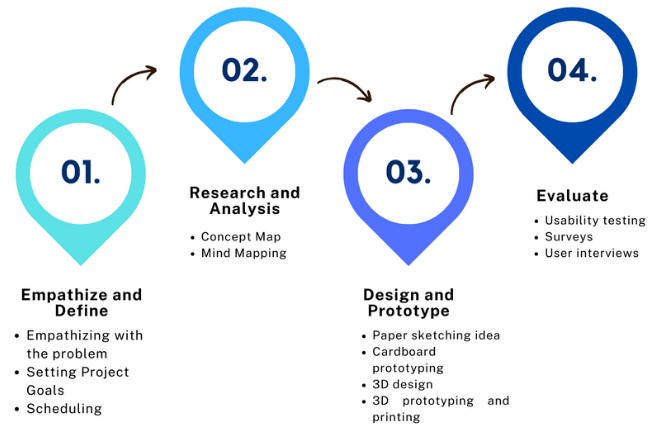 01.
Empathize and
Define
• Empathizing with
the problem
• Setting Project
Goals
• Scheduling
02.
Research and
Analysis
• Concept Map
• Mind Mapping
03.
Design and
Prototype
• Paper sketching idea
• Cardboard
prototyping
• 3D design
• 3D prototyping and
printing
04.
Evaluate
• Usability testing
• Surveys
• User interviews